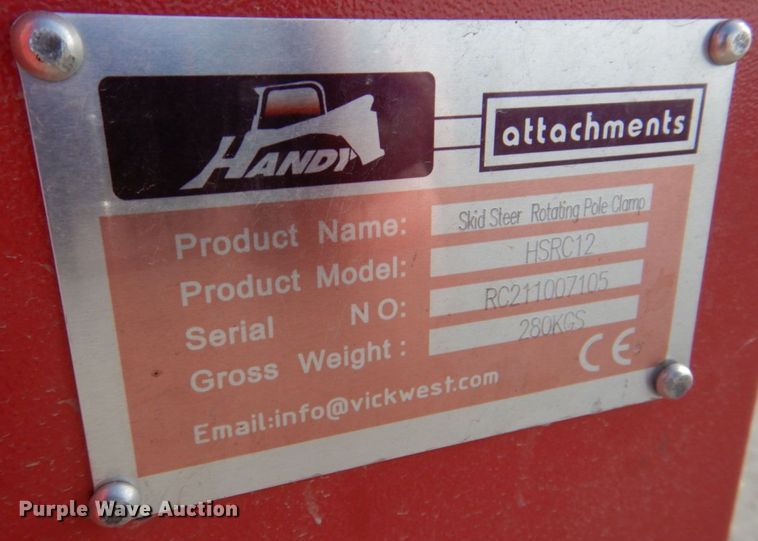 HANDY
attachments
Product Name: Skid Steer Rotating Pole Clamp
Product Model: HSRC12
Serial NO: RC211007105
Gross Weight: 280KGS
Email:info@vickwest.com
CE
Purple Wave Auction®